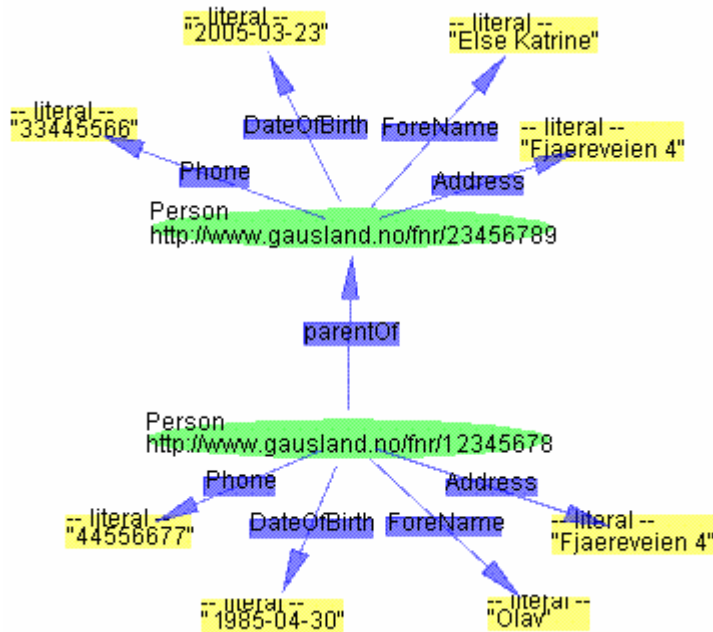 -- literal --
"2005-03-23"
-- literal --
"Else Katrine"
-- literal --
"33445566"
DateOfBirth
ForeName
-- literal --
"Fjaereveien 4"
Phone
Address
Person
http://www.gausland.no/fnr/23456789
parentOf
Person
http://www.gausland.no/fnr/12345678
Phone
Address
-- literal --
"44556677"
DateOfBirth
ForeName
-- literal --
"Fjaereveien 4"
-- literal --
"1985-04-30"
-- literal --
"Olav"